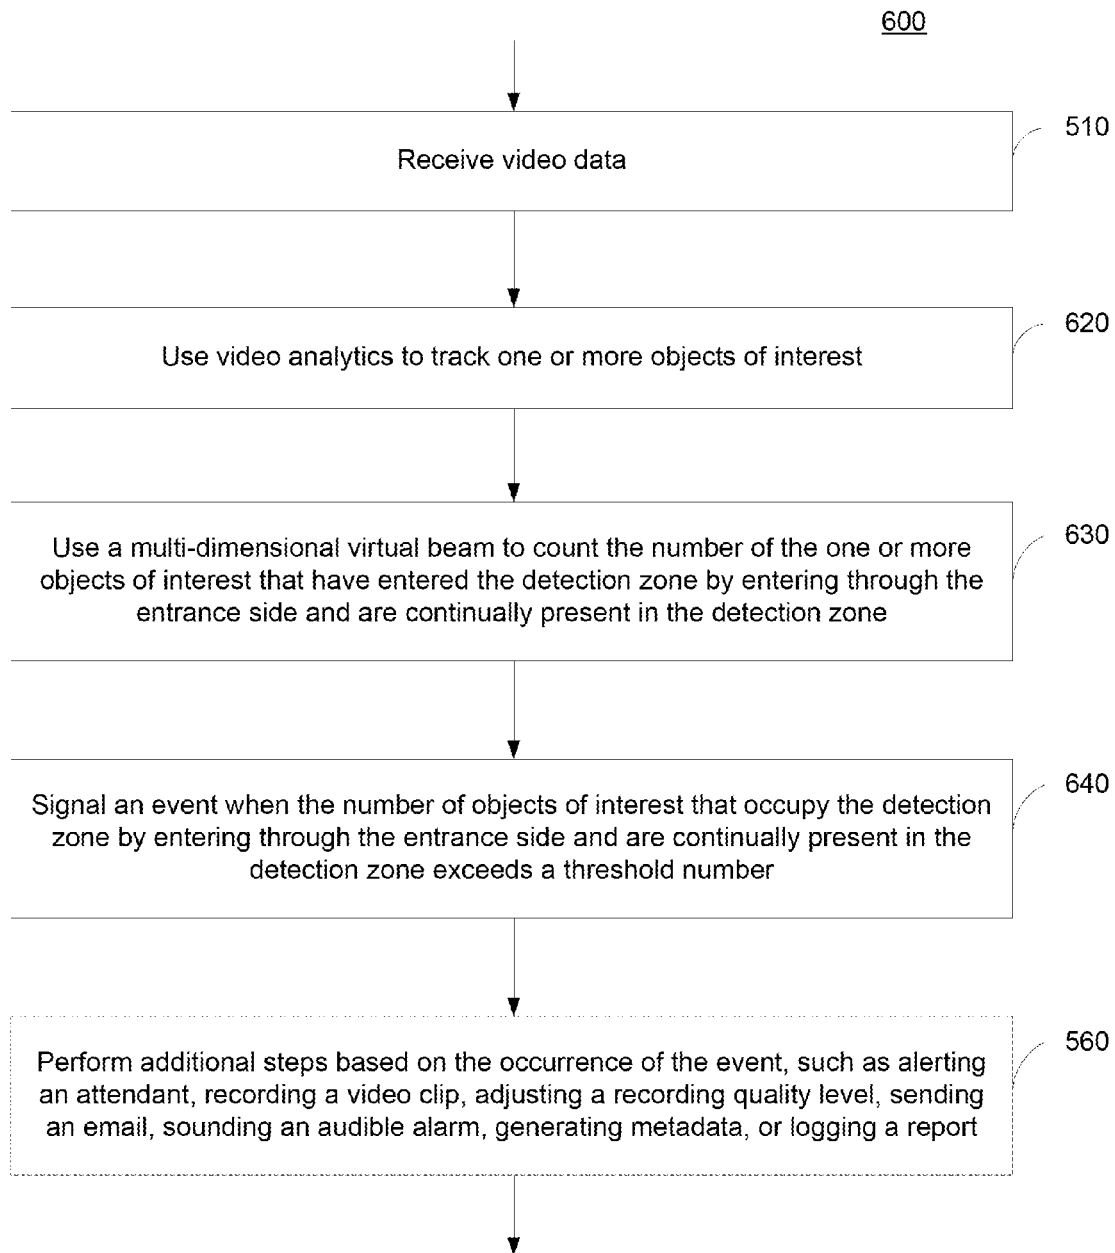 600
510
Receive video data
620
Use video analytics to track one or more objects of interest
630
Use a multi-dimensional virtual beam to count the number of the one or more
objects of interest that have entered the detection zone by entering through the
entrance side and are continually present in the detection zone
640
Signal an event when the number of objects of interest that occupy the detection
zone by entering through the entrance side and are continually present in the
detection zone exceeds a threshold number
560
Perform additional steps based on the occurrence of the event, such as alerting
an attendant, recording a video clip, adjusting a recording quality level, sending
an email, sounding an audible alarm, generating metadata, or logging a report